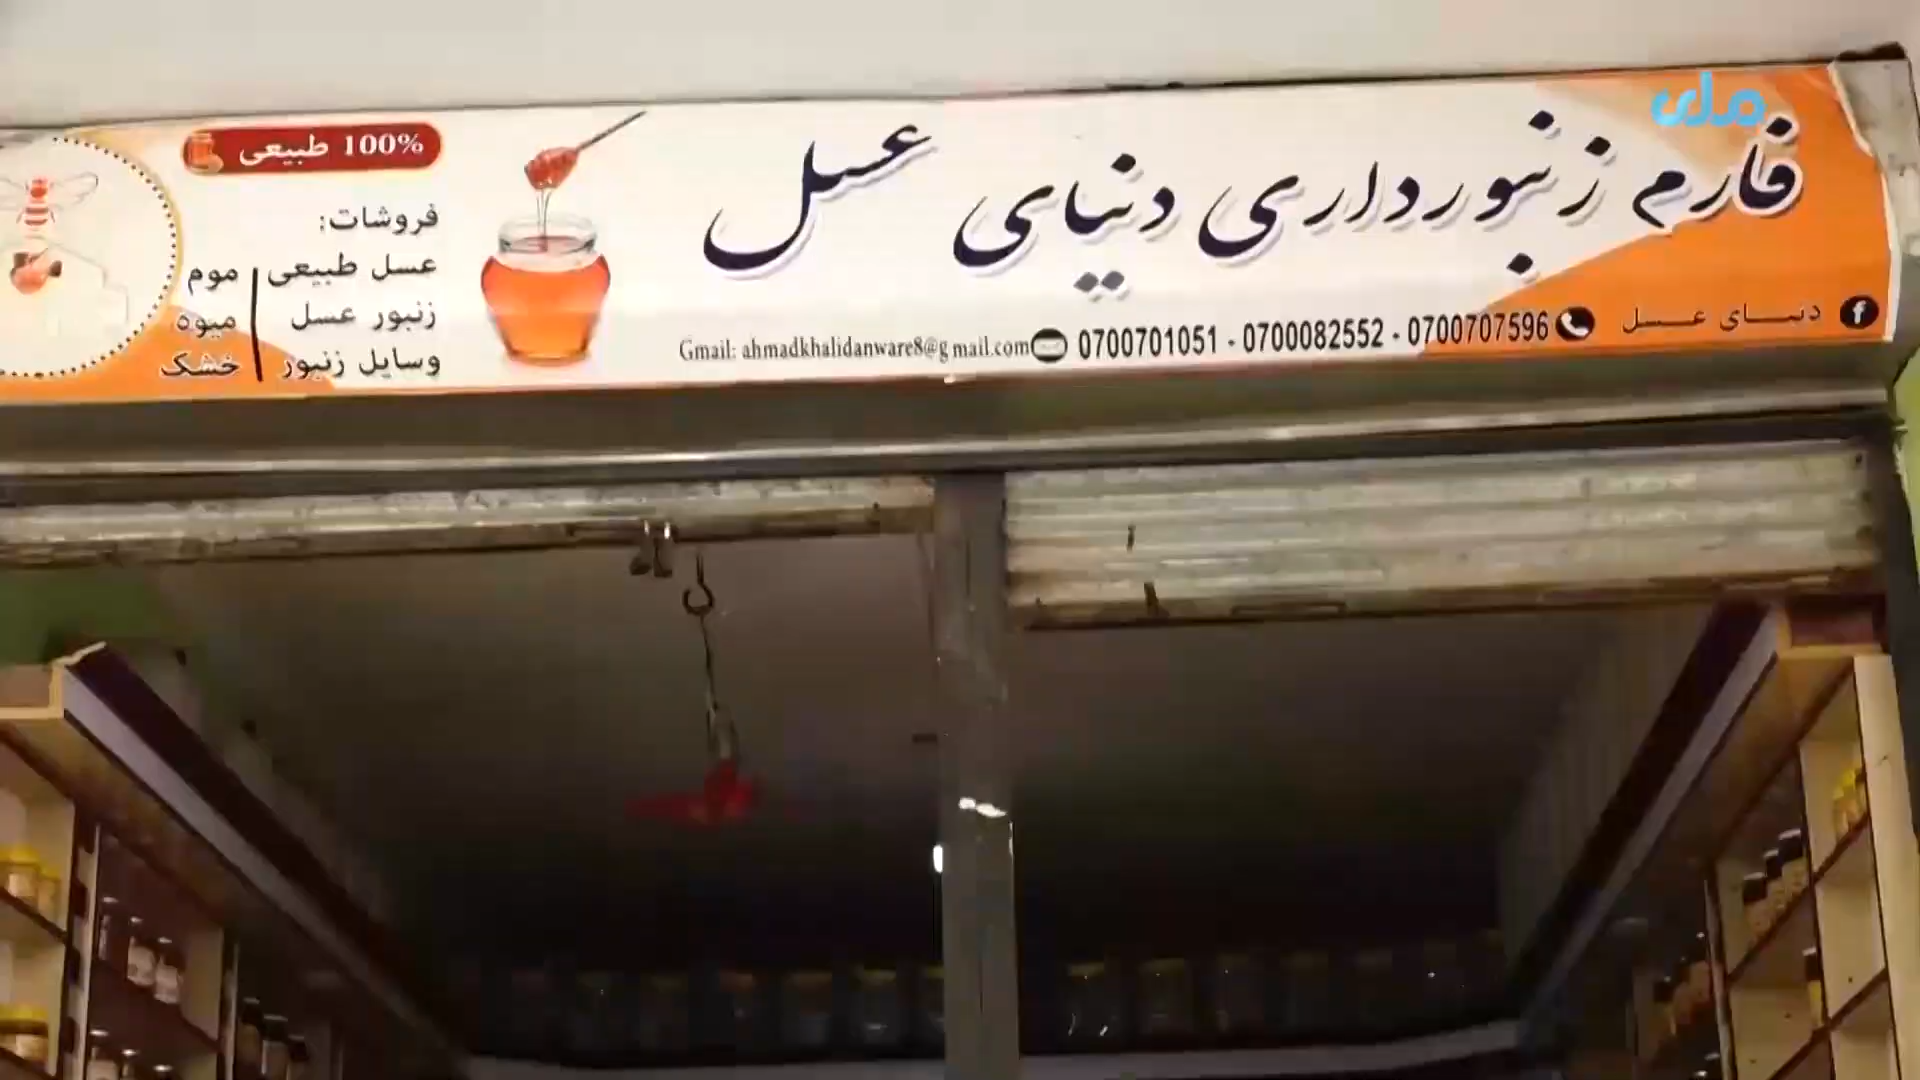 ملی
فارم زنبورداری دنیای عسل
دنیای عسل
0700701051 - 0700082552 - 0700707596
Gmail: ahmadkhalidanware8@gmail.com
100% طبیعی
فروشات:
عسل طبیعی
زنبور عسل
وسایل زنبور
موم
میوه
خشک